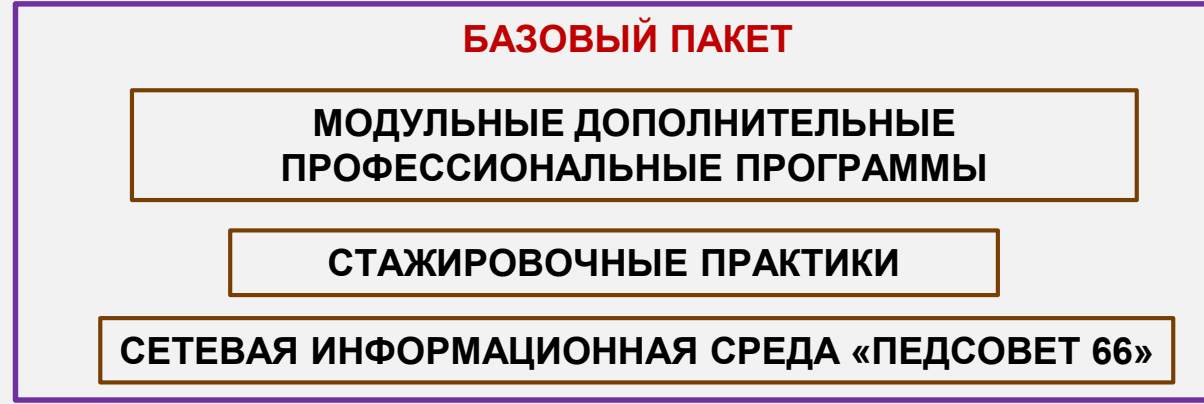 БАЗОВЫЙ ПАКЕТ
МОДУЛЬНЫЕ ДОПОЛНИТЕЛЬНЫЕ
ПРОФЕССИОНАЛЬНЫЕ ПРОГРАММЫ
СТАЖИРОВОЧНЫЕ ПРАКТИКИ
СЕТЕВАЯ ИНФОРМАЦИОННАЯ СРЕДА «ПЕДСОВЕТ 66»